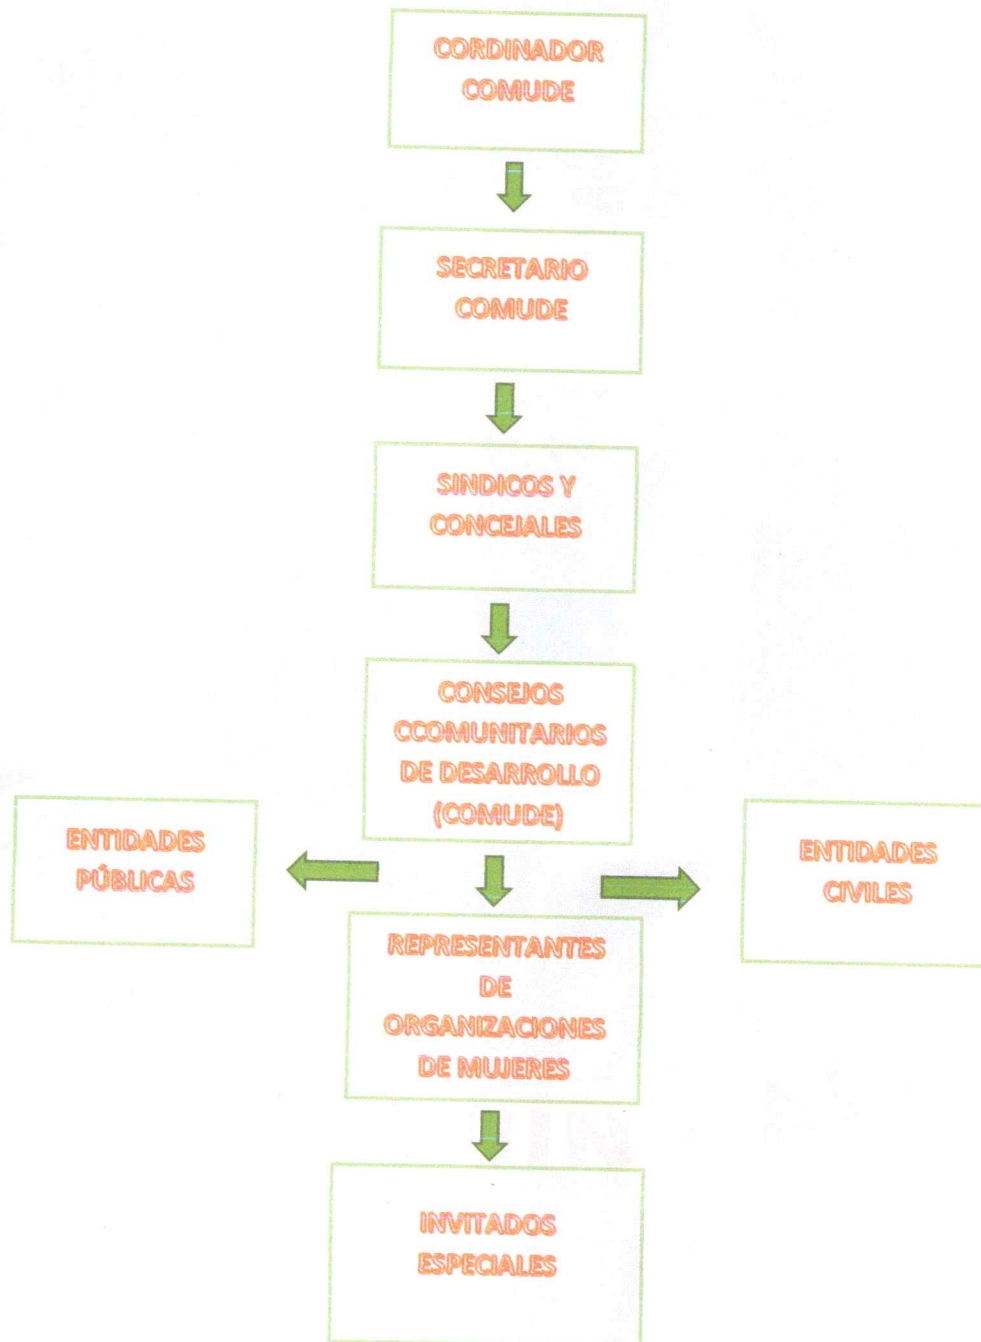 CORDINADOR
COMUDE
SECRETARIO
COMUDE
SINDICOS Y
CONCEJALES
CONSEJOS
CCOMUNITARIOS
DE DESARROLLO
(COMUDE)
ENTIDADES
PÚBLICAS
ENTIDADES
CIVILES
REPRESENTANTES
DE
ORGANIZACIONES
DE MUJERES
INVITADOS
ESPECIALES